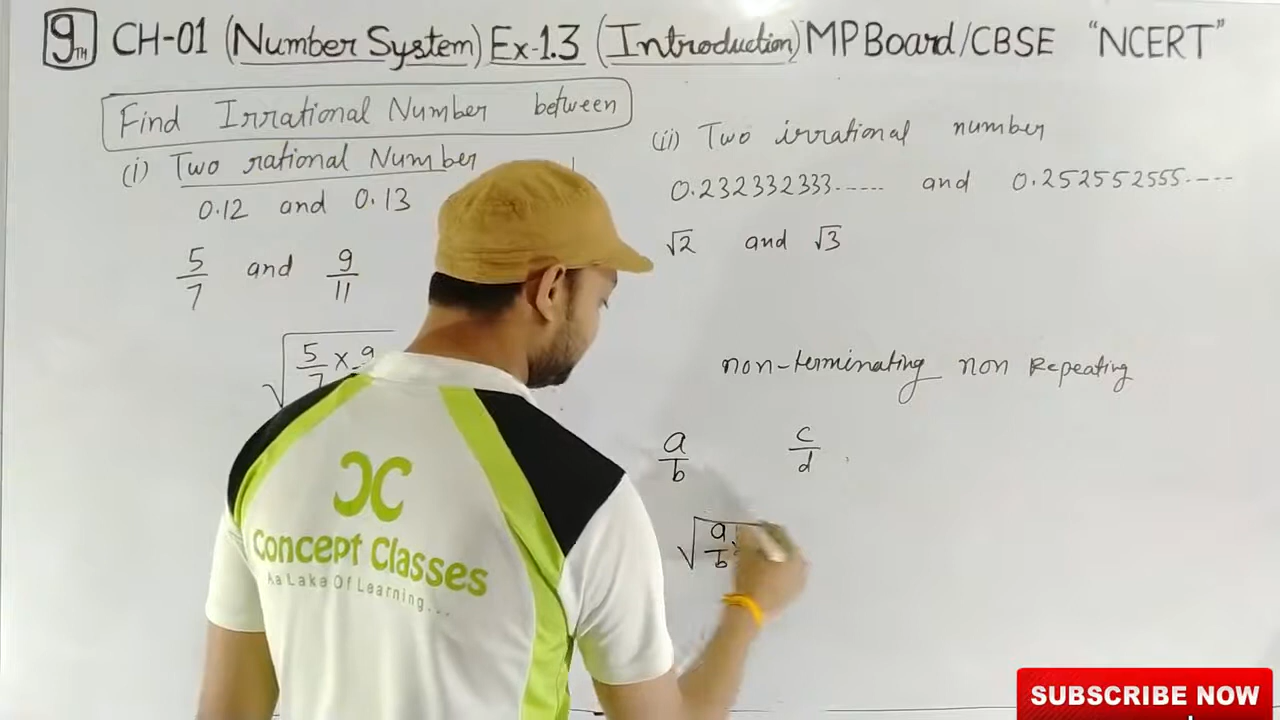 9TH CH-01 (Number System) Ex-1.3 (Introduction) MP Board/CBSE "NCERT"
Find Irrational Number between
(i) Two rational Number
0.12 and 0.13
5/7 and 9/11
√5/7 × 9
(ii) Two irrational number
0.232332333...... and 0.252552555.....
√2 and √3
non-terminating non Repeating
a/b c/d
√a/b
ƆC
Concept Classes
Aa Lake Of Learning...
SUBSCRIBE NOW